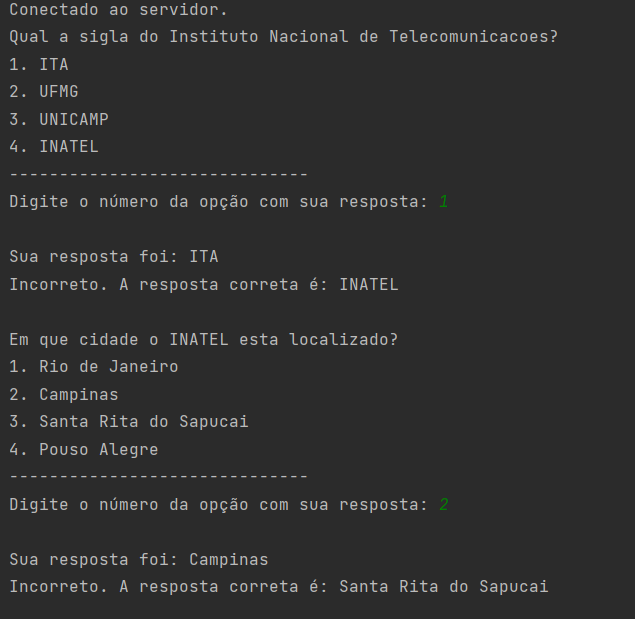 Conectado ao servidor.
Qual a sigla do Instituto Nacional de Telecomunicacoes?
1. ITA
2. UFMG
3. UNICAMP
4. INATEL
------------------------------
Digite o número da opção com sua resposta: 1
Sua resposta foi: ITA
Incorreto. A resposta correta é: INATEL
Em que cidade o INATEL esta localizado?
1. Rio de Janeiro
2. Campinas
3. Santa Rita do Sapucai
4. Pouso Alegre
------------------------------
Digite o número da opção com sua resposta: 2
Sua resposta foi: Campinas
Incorreto. A resposta correta é: Santa Rita do Sapucai